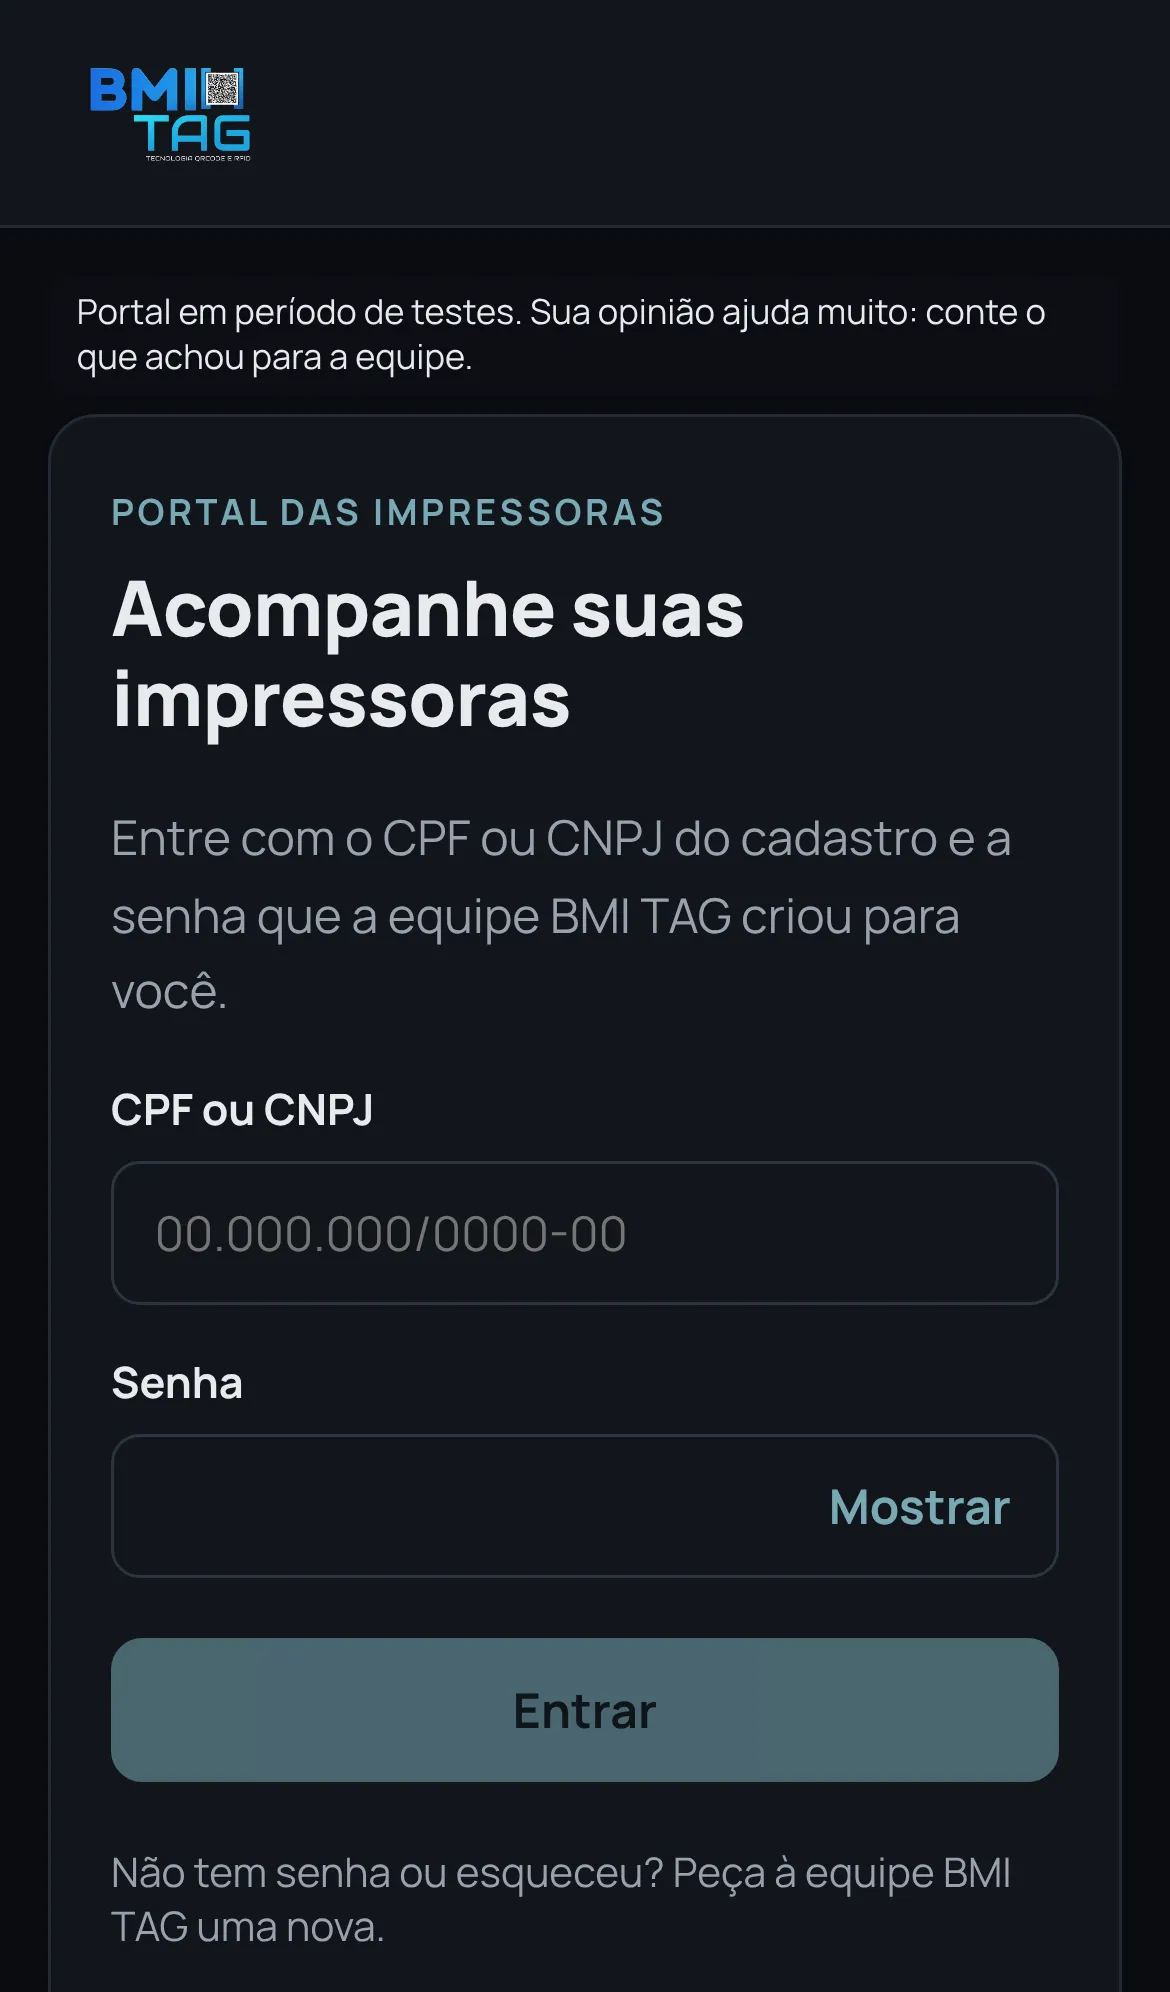 BMI
TAG
TECNOLOGIA QRCODE E RFID
Portal em período de testes. Sua opinião ajuda muito: conte o
que achou para a equipe.
PORTAL DAS IMPRESSORAS
Acompanhe suas
impressoras
Entre com o CPF ou CNPJ do cadastro e a
senha que a equipe BMI TAG criou para
você.
CPF ou CNPJ
00.000.000/0000-00
Senha
Mostrar
Entrar
Não tem senha ou esqueceu? Peça à equipe BMI
TAG uma nova.